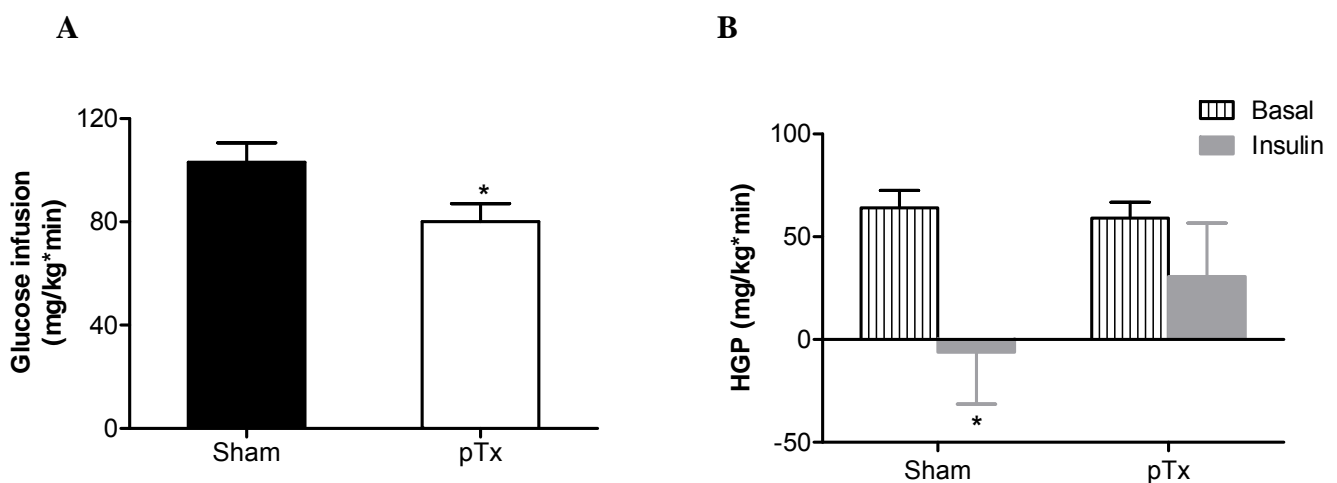 A
Glucose infusion
(mg/kg*min)
120
80
40
0
*
Sham
pTx
B
HGP (mg/kg*min)
100
50
0
-50
*
Sham
pTx
Basal
Insulin